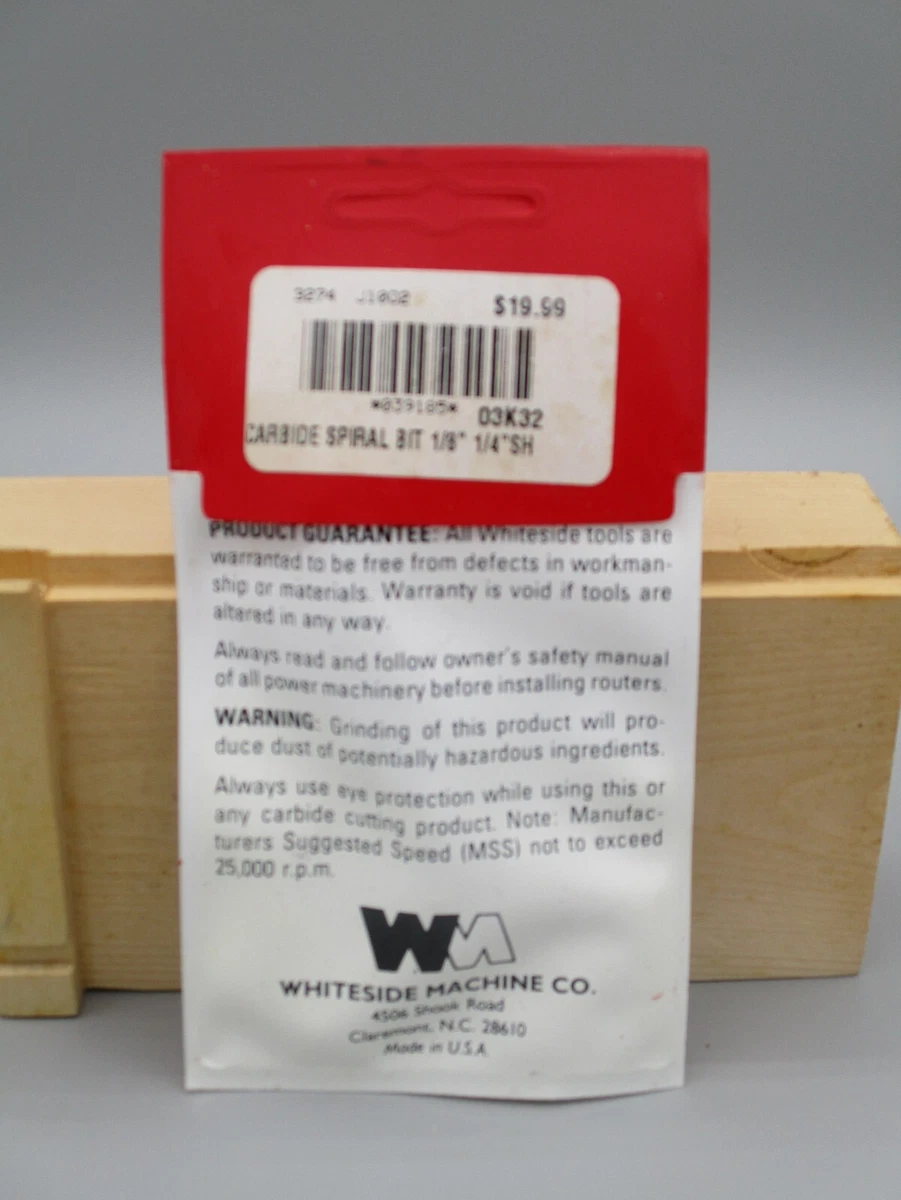 3274 J1002
$19.99
*039185* 03K32
CARBIDE SPIRAL BIT 1/8" 1/4"SH
PRODUCT GUARANTEE: All Whiteside tools are
warranted to be free from defects in workman-
ship or materials. Warranty is void if tools are
altered in any way.
Always read and follow owner's safety manual
of all power machinery before installing routers.
WARNING: Grinding of this product will pro-
duce dust of potentially hazardous ingredients.
Always use eye protection while using this or
any carbide cutting product. Note: Manufac-
turers Suggested Speed (MSS) not to exceed
25,000 r.p.m.
WM
WHITESIDE MACHINE CO.
4506 Shook Road
Claremont, N.C. 28610
Made in U.S.A.